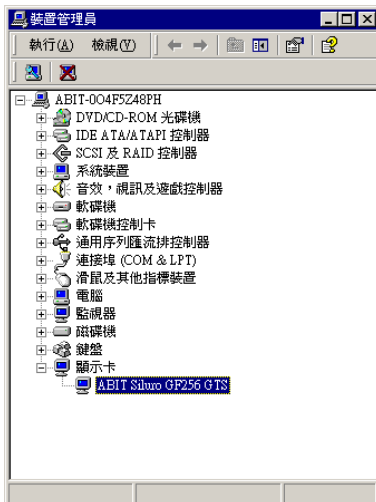 裝置管理員
執行(A) 檢視(V)
ABIT-0O4F5Z48PH
DVD/CD-ROM 光碟機
IDE ATA/ATAPI 控制器
SCSI 及 RAID 控制器
系統裝置
音效，視訊及遊戲控制器
軟碟機
軟碟機控制卡
通用序列匯流排控制器
連接埠 (COM & LPT)
滑鼠及其他指標裝置
電腦
監視器
磁碟機
鍵盤
顯示卡
ABIT Siluro GF256 GTS